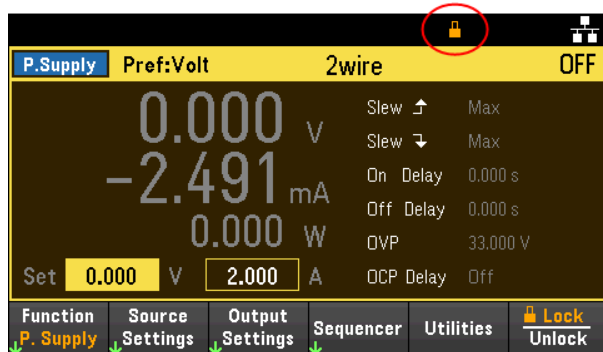 P.Supply Pref:Volt 2wire OFF
0.000 V
-2.491 mA
0.000 W
Set 0.000 V 2.000 A
Slew Max
Slew Max
On Delay 0.000 s
Off Delay 0.000 s
OVP 33.000 V
OCP Delay Off
Function P. Supply
Source Settings
Output Settings
Sequencer
Utilities
Lock
Unlock